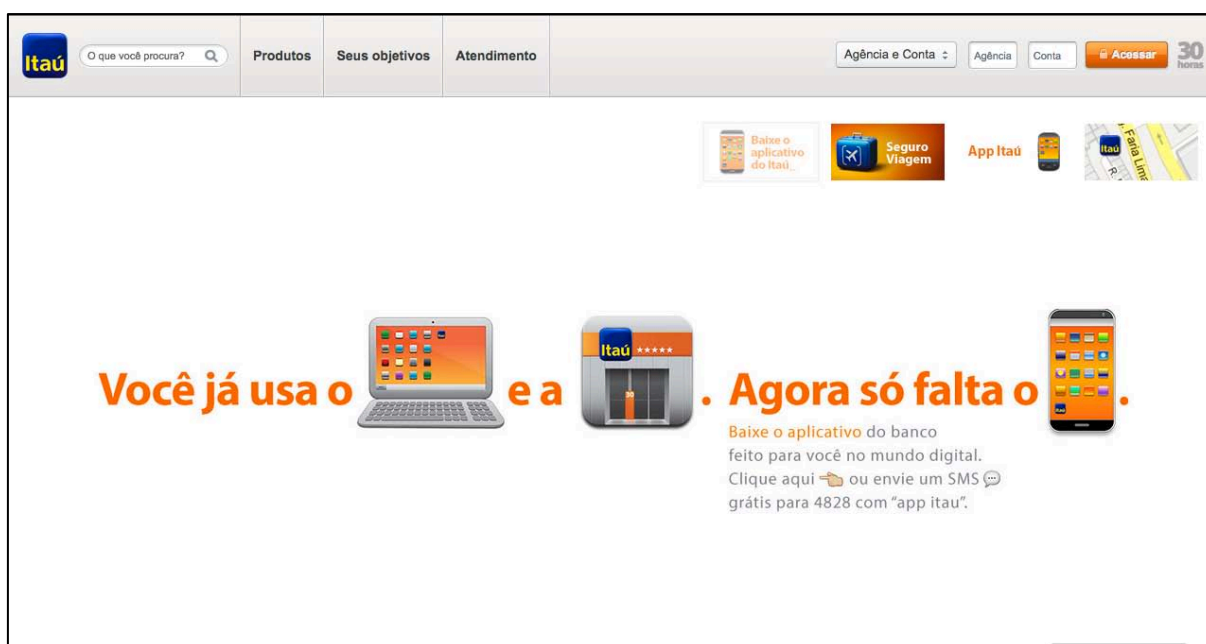 Itaú
O que você procura?
Produtos
Seus objetivos
Atendimento
Agência e Conta
Agência
Conta
Acessar
30
horas
Baixe o
aplicativo
do Itaú_
Seguro
Viagem
App Itaú
Itaú
Faria Lima
R.
Você já usa o e a . Agora só falta o .
Itaú
30
Baixe o aplicativo do banco
feito para você no mundo digital.
Clique aqui ou envie um SMS
grátis para 4828 com “app itau”.